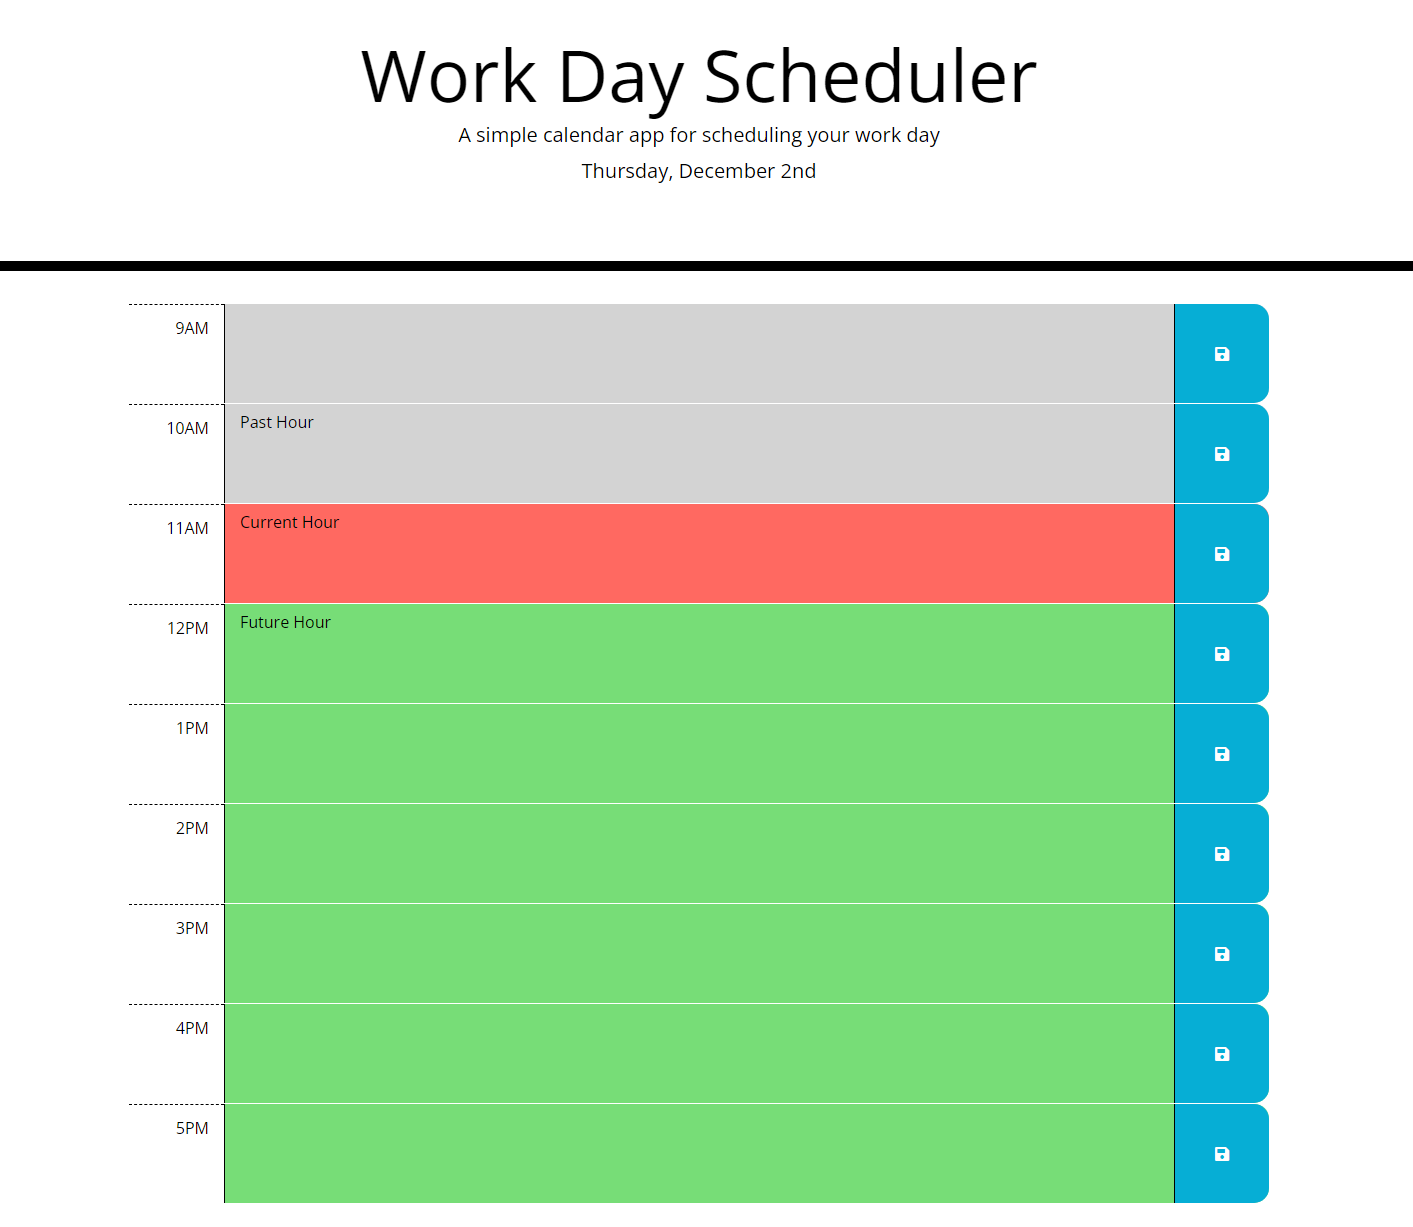 Work Day Scheduler
A simple calendar app for scheduling your work day
Thursday, December 2nd
9AM
10AM Past Hour
11AM Current Hour
12PM Future Hour
1PM
2PM
3PM
4PM
5PM